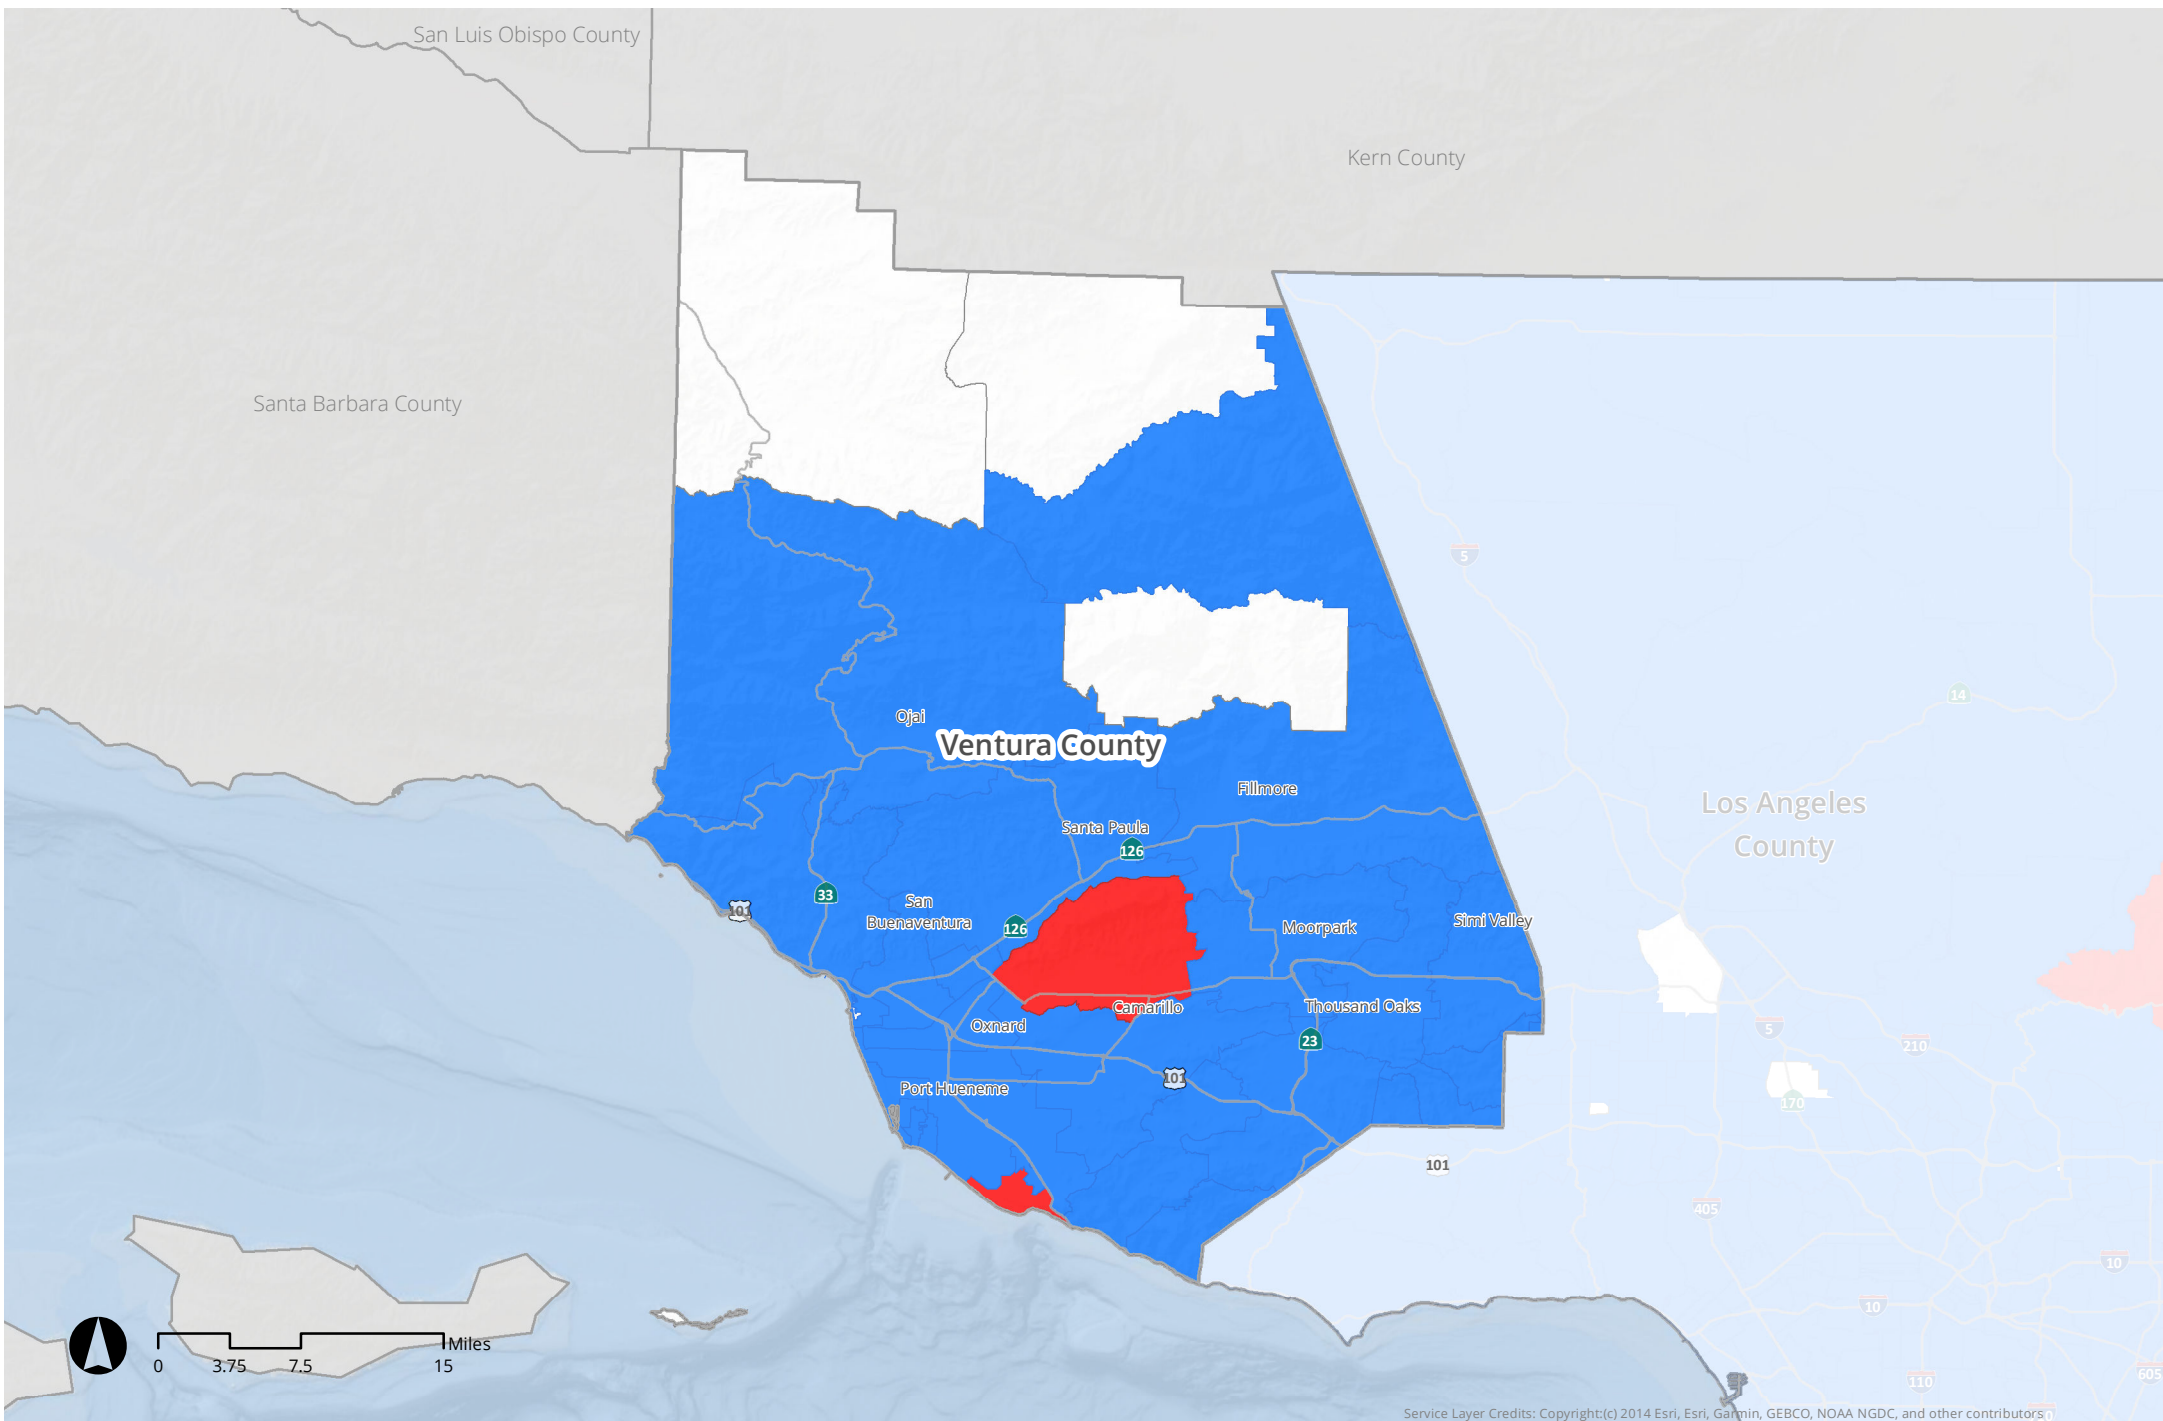 San Luis Obispo County
Kern County
Santa Barbara County
5
14
Ojai
Ventura County
Fillmore
Los Angeles
County
Santa Paula
126
33
101
San
Buenaventura
126
Moorpark
Simi Valley
Camarillo
Thousand Oaks
Oxnard
23
5
210
Port Hueneme
101
170
101
405
10
10
Miles
0
3.75
7.5
15
110
605
Service Layer Credits: Copyright:(c) 2014 Esri, Esri, Garmin, GEBCO, NOAA NGDC, and other contributors